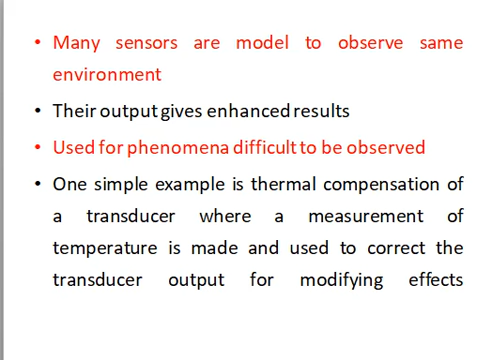 • Many sensors are model to observe same
environment
• Their output gives enhanced results
• Used for phenomena difficult to be observed
• One simple example is thermal compensation of
a transducer where a measurement of
temperature is made and used to correct the
transducer output for modifying effects